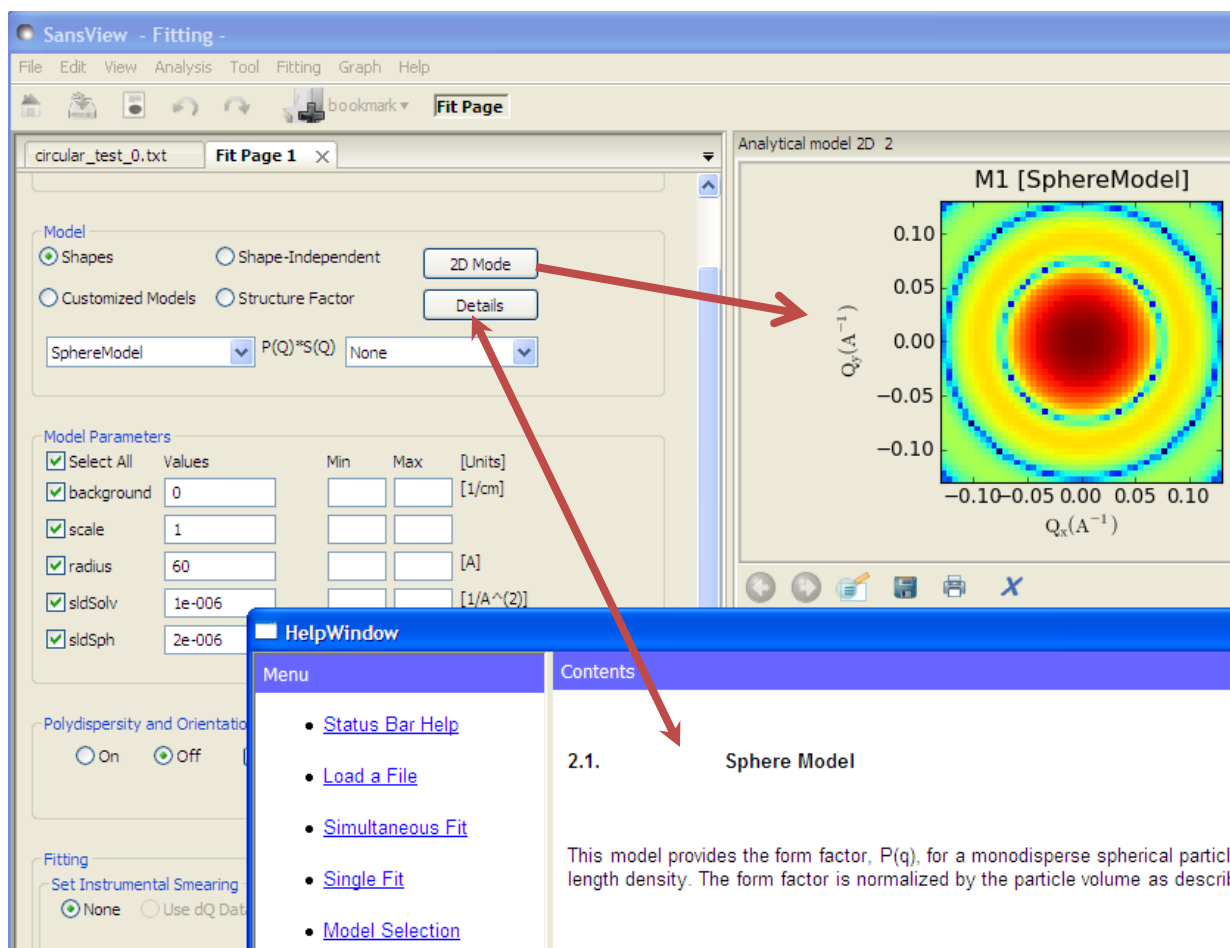 SansView - Fitting -
File Edit View Analysis Tool Fitting Graph Help
bookmark Fit Page
circular_test_0.txt Fit Page 1
Analytical model 2D 2
M1 [SphereModel]
Model
Shapes Shape-Independent 2D Mode
Customized Models Structure Factor Details
SphereModel P(Q)*S(Q) None
0.10
0.05
0.00
−0.05
−0.10
Qy(A⁻¹)
−0.10 −0.05 0.00 0.05 0.10
Qx(A⁻¹)
Model Parameters
Select All Values Min Max [Units]
background 0 [1/cm]
scale 1
radius 60 [A]
sldSolv 1e-006 [1/A^(2)]
sldSph 2e-006
Polydispersity and Orientatio
On Off
Fitting
Set Instrumental Smearing
None Use dQ Data
HelpWindow
Menu
Status Bar Help
Load a File
Simultaneous Fit
Single Fit
Model Selection
Contents
2.1. Sphere Model
This model provides the form factor, P(q), for a monodisperse spherical particl
length density. The form factor is normalized by the particle volume as describ